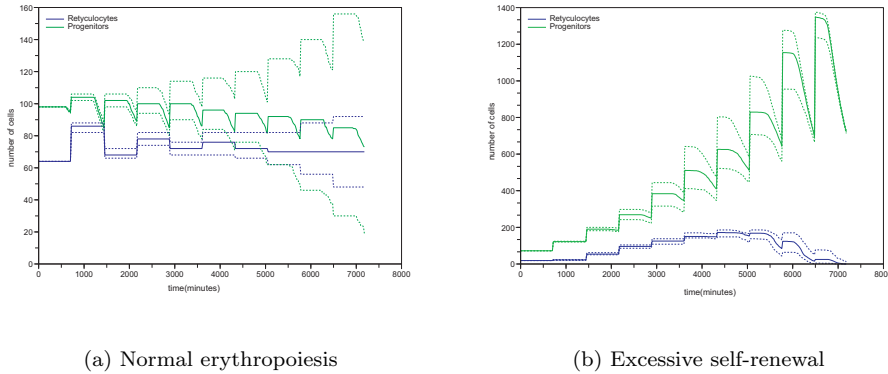 160
140
120
100
80
60
40
20
0
number of cells
Retyculocytes
Progenitors
0 1000 2000 3000 4000 5000 6000 7000 8000
time(minutes)
(a) Normal erythropoiesis
1400
1200
1000
800
600
400
200
0
number of cells
Retyculocytes
Progenitors
0 1000 2000 3000 4000 5000 6000 7000 800
time(minutes)
(b) Excessive self-renewal